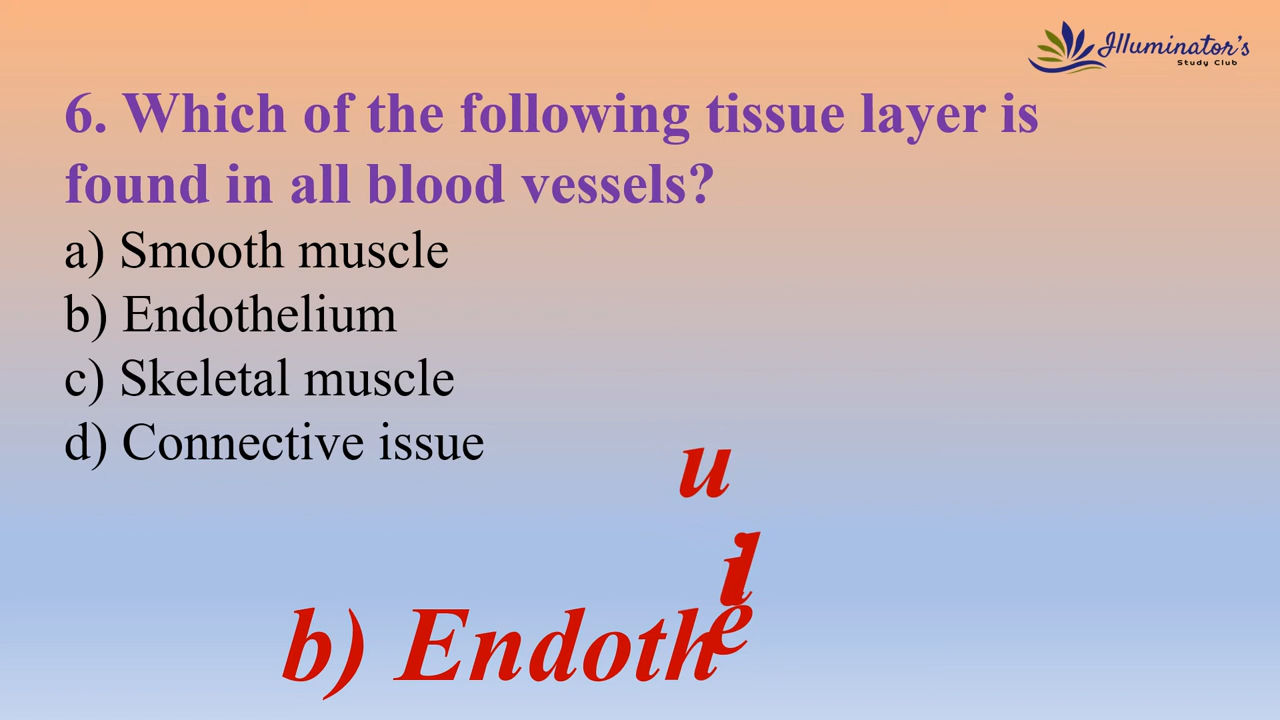 Illuminator's
Study Club
6. Which of the following tissue layer is
found in all blood vessels?
a) Smooth muscle
b) Endothelium
c) Skeletal muscle
d) Connective issue
b) Endotheliu